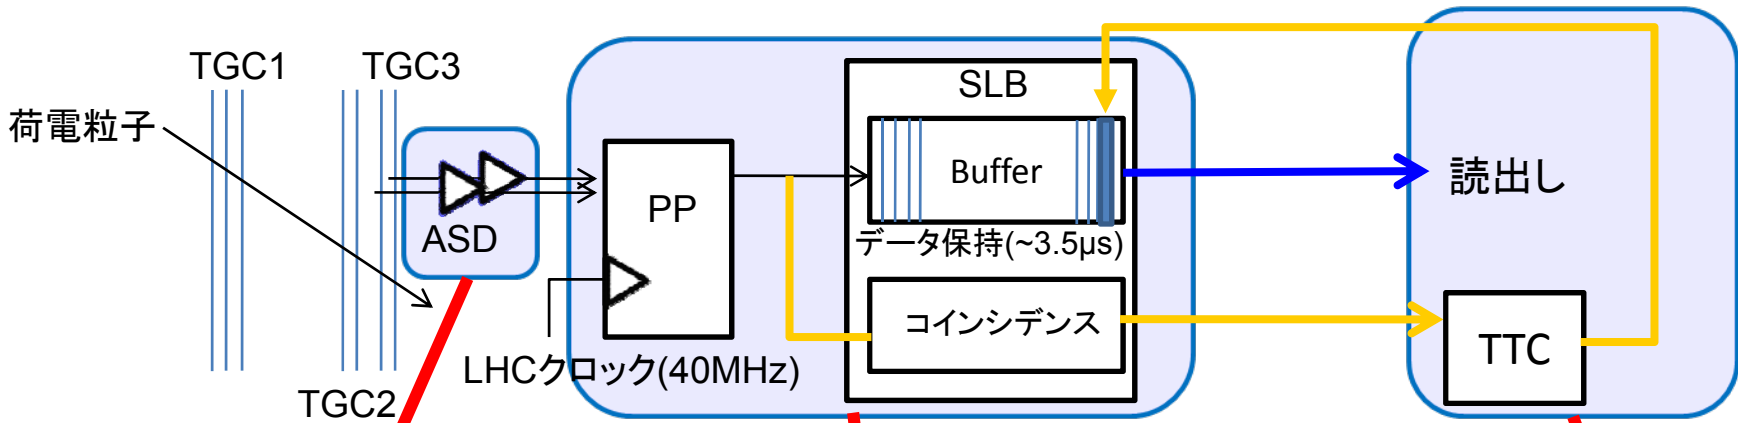 TGC1
TGC3
荷電粒子
TGC2
ASD
PP
LHCクロック(40MHz)
SLB
Buffer
データ保持(~3.5μs)
コインシデンス
読出し
TTC